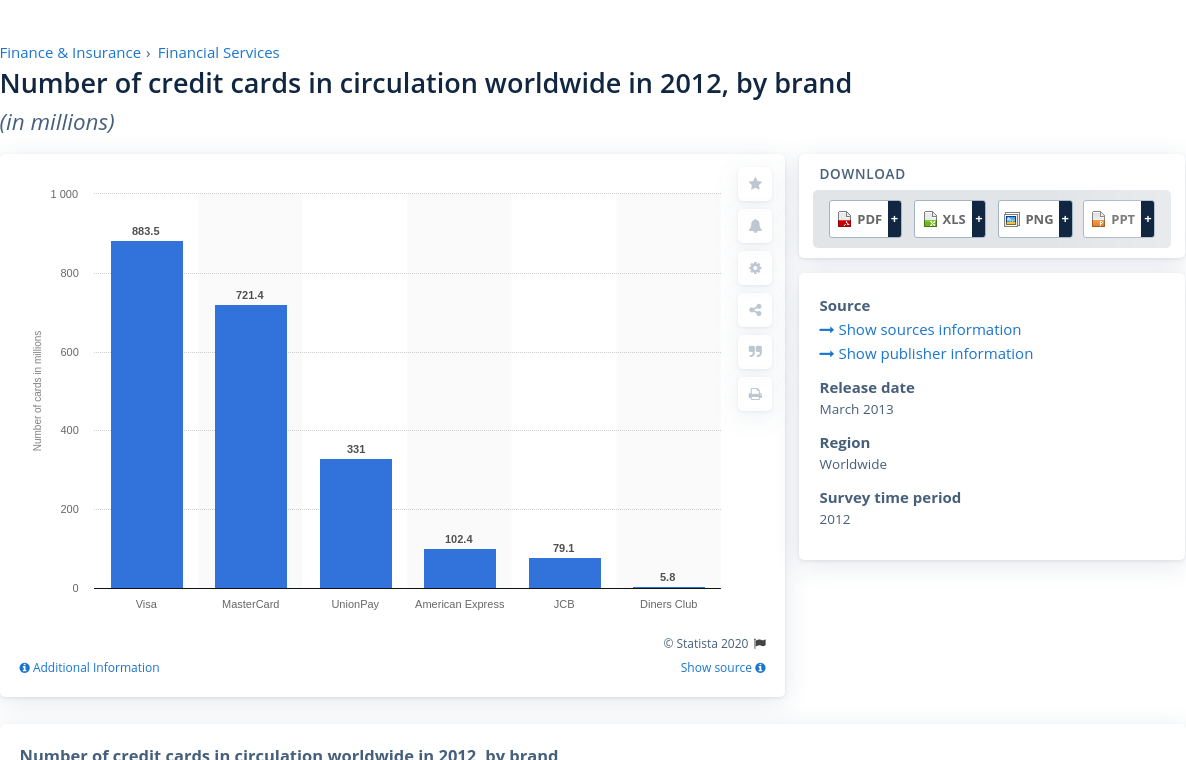 Finance & Insurance › Financial Services
Number of credit cards in circulation worldwide in 2012, by brand
(in millions)
1 000
800
600
400
200
0
Number of cards in millions
883.5
721.4
331
102.4
79.1
5.8
Visa
MasterCard
UnionPay
American Express
JCB
Diners Club
© Statista 2020
Additional Information
Show source
DOWNLOAD
PDF +
XLS +
PNG +
PPT +
Source
Show sources information
Show publisher information
Release date
March 2013
Region
Worldwide
Survey time period
2012
Number of credit cards in circulation worldwide in 2012, by brand